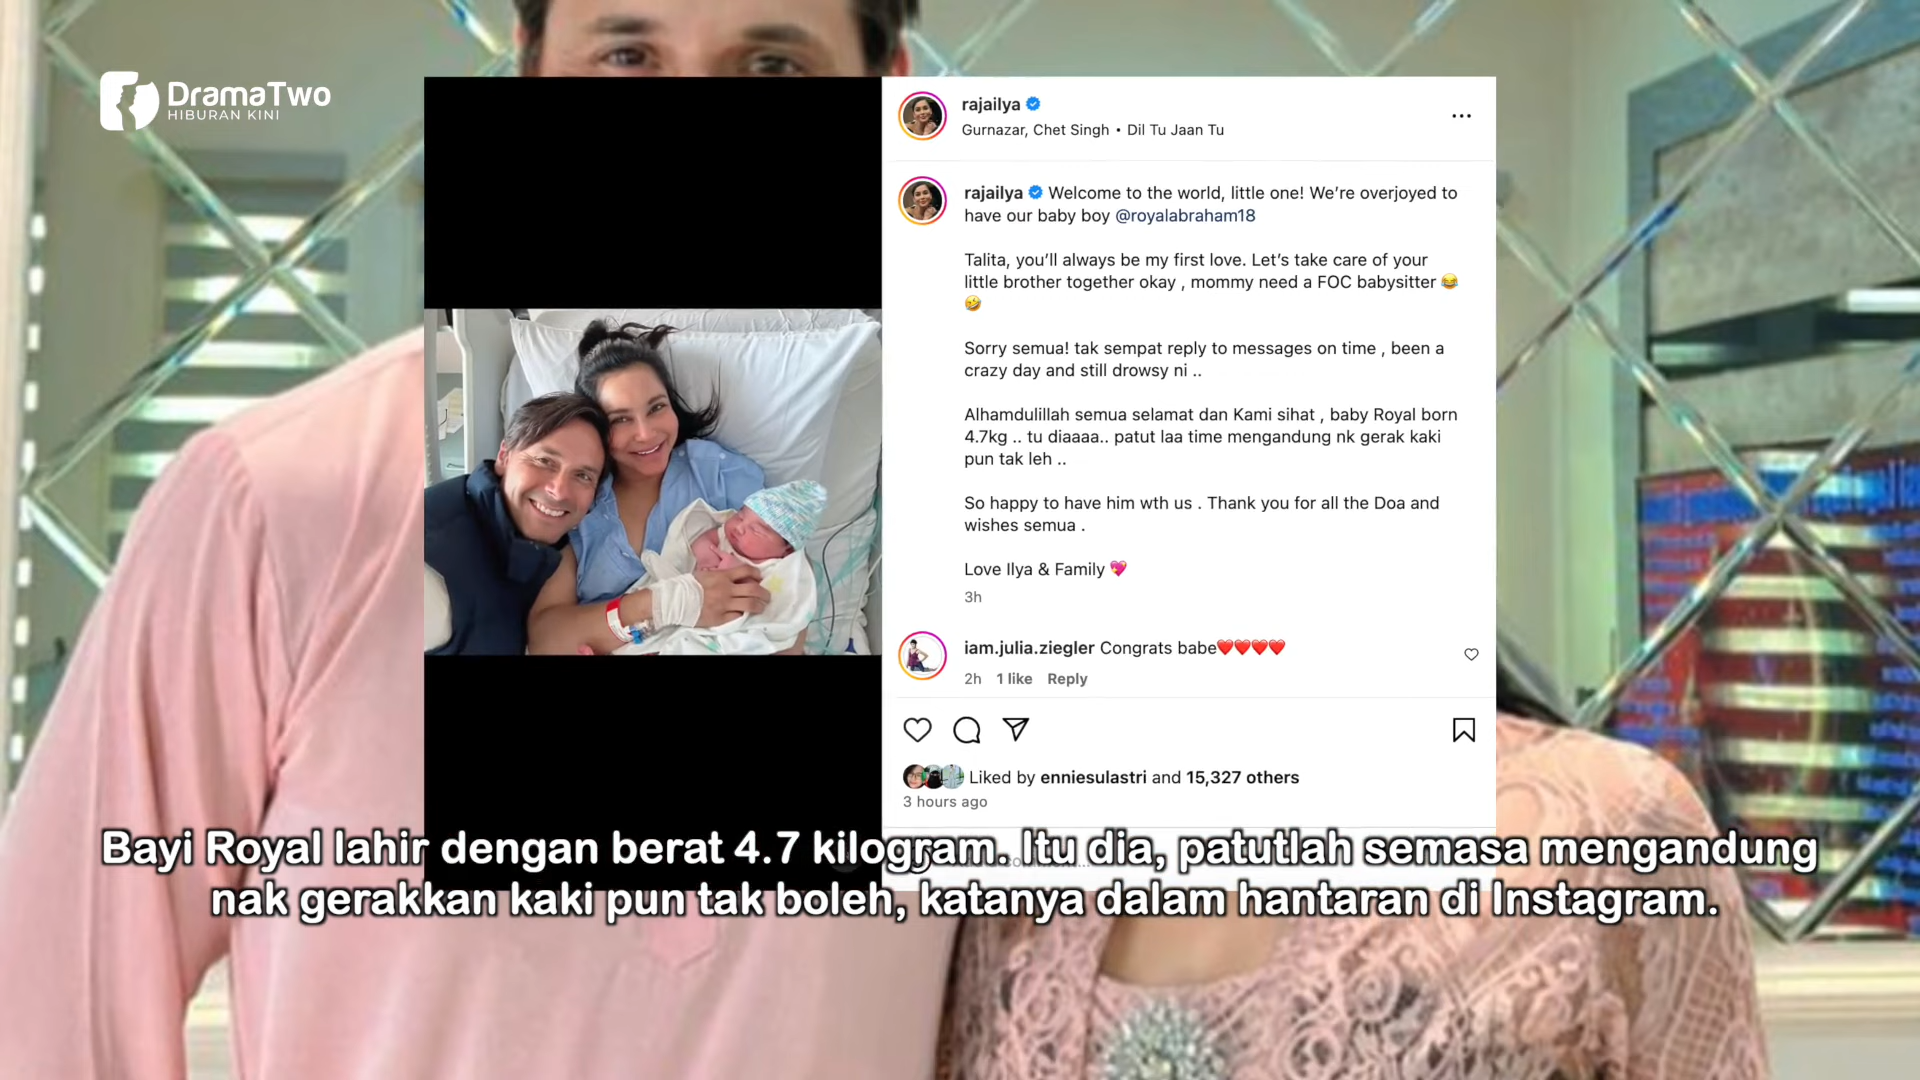 DramaTwo
HIBURAN KINI
rajailya
Gurnazar, Chet Singh • Dil Tu Jaan Tu
rajailya Welcome to the world, little one! We’re overjoyed to
have our baby boy @royalabraham18
Talita, you’ll always be my first love. Let’s take care of your
little brother together okay , mommy need a FOC babysitter 😂
🤣
Sorry semua! tak sempat reply to messages on time , been a
crazy day and still drowsy ni ..
Alhamdulillah semua selamat dan Kami sihat , baby Royal born
4.7kg .. tu diaaaa.. patut laa time mengandung nk gerak kaki
pun tak leh ..
So happy to have him wth us . Thank you for all the Doa and
wishes semua .
Love Ilya & Family 💖
3h
iam.julia.ziegler Congrats babe❤️❤️❤️❤️
2h 1 like Reply
Liked by enniesulastri and 15,327 others
3 hours ago
Bayi Royal lahir dengan berat 4.7 kilogram. Itu dia, patutlah semasa mengandung
nak gerakkan kaki pun tak boleh, katanya dalam hantaran di Instagram.